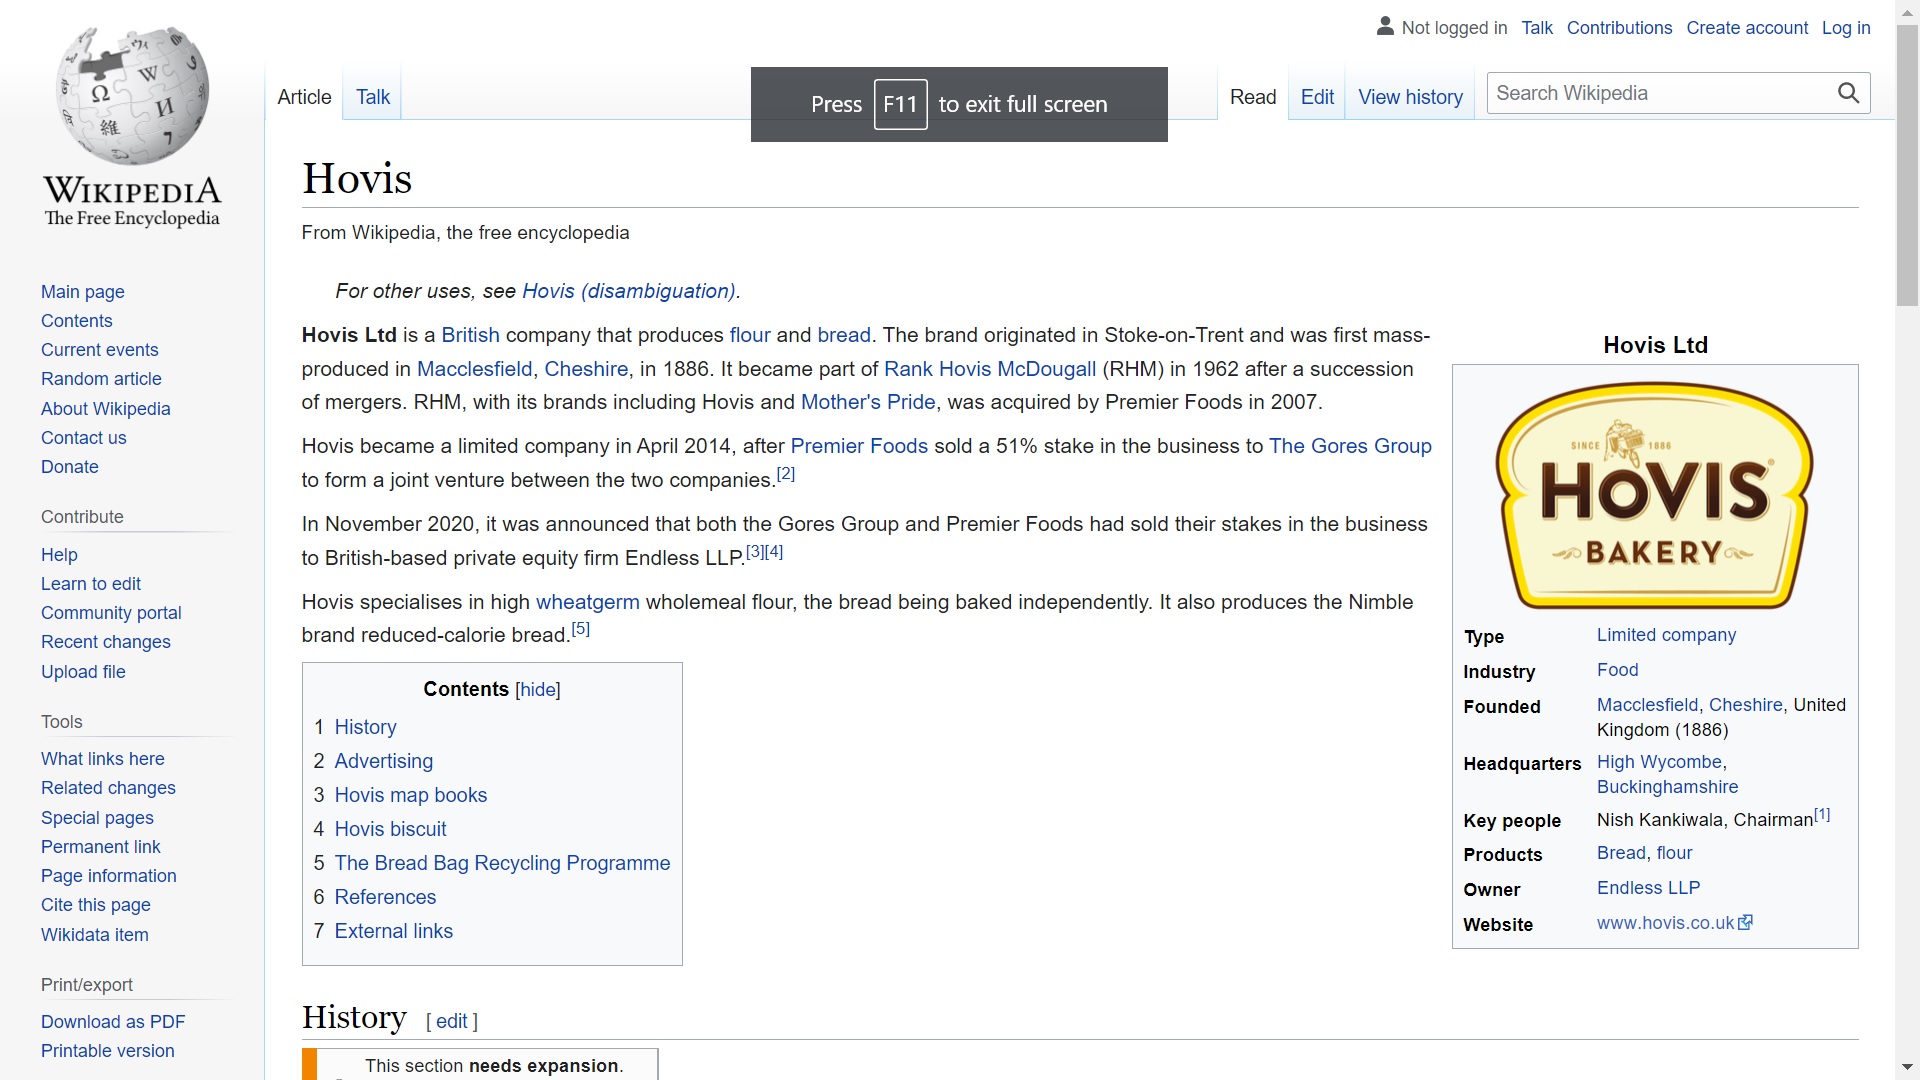 Not logged in Talk Contributions Create account Log in
Article Talk
Press F11 to exit full screen
Read Edit View history Search Wikipedia
WIKIPEDIA
The Free Encyclopedia
Main page
Contents
Current events
Random article
About Wikipedia
Contact us
Donate
Contribute
Help
Learn to edit
Community portal
Recent changes
Upload file
Tools
What links here
Related changes
Special pages
Permanent link
Page information
Cite this page
Wikidata item
Print/export
Download as PDF
Printable version
Hovis
From Wikipedia, the free encyclopedia
For other uses, see Hovis (disambiguation).
Hovis Ltd is a British company that produces flour and bread. The brand originated in Stoke-on-Trent and was first mass-
produced in Macclesfield, Cheshire, in 1886. It became part of Rank Hovis McDougall (RHM) in 1962 after a succession
of mergers. RHM, with its brands including Hovis and Mother's Pride, was acquired by Premier Foods in 2007.
Hovis became a limited company in April 2014, after Premier Foods sold a 51% stake in the business to The Gores Group
to form a joint venture between the two companies.[2]
In November 2020, it was announced that both the Gores Group and Premier Foods had sold their stakes in the business
to British-based private equity firm Endless LLP.[3][4]
Hovis specialises in high wheatgerm wholemeal flour, the bread being baked independently. It also produces the Nimble
brand reduced-calorie bread.[5]
Contents [hide]
1 History
2 Advertising
3 Hovis map books
4 Hovis biscuit
5 The Bread Bag Recycling Programme
6 References
7 External links
History [ edit ]
This section needs expansion.
Hovis Ltd
SINCE 1886
HOVIS
BAKERY
Type Limited company
Industry Food
Founded Macclesfield, Cheshire, United
Kingdom (1886)
Headquarters High Wycombe,
Buckinghamshire
Key people Nish Kankiwala, Chairman[1]
Products Bread, flour
Owner Endless LLP
Website www.hovis.co.uk